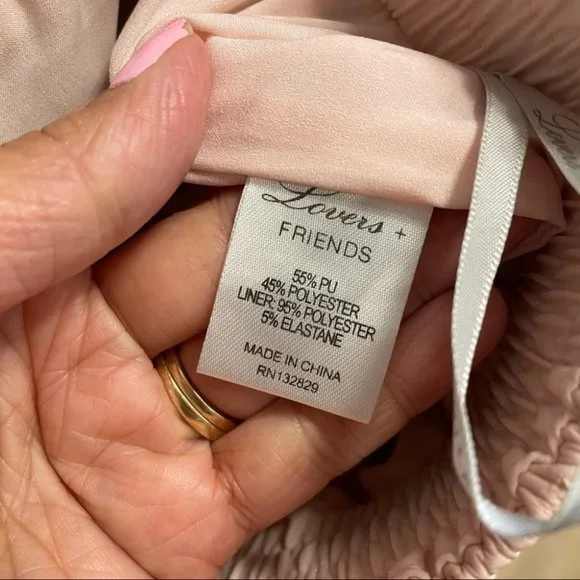 Lovers +
FRIENDS
55% PU
45% POLYESTER
LINER: 95% POLYESTER
5% ELASTANE
MADE IN CHINA
RN132829